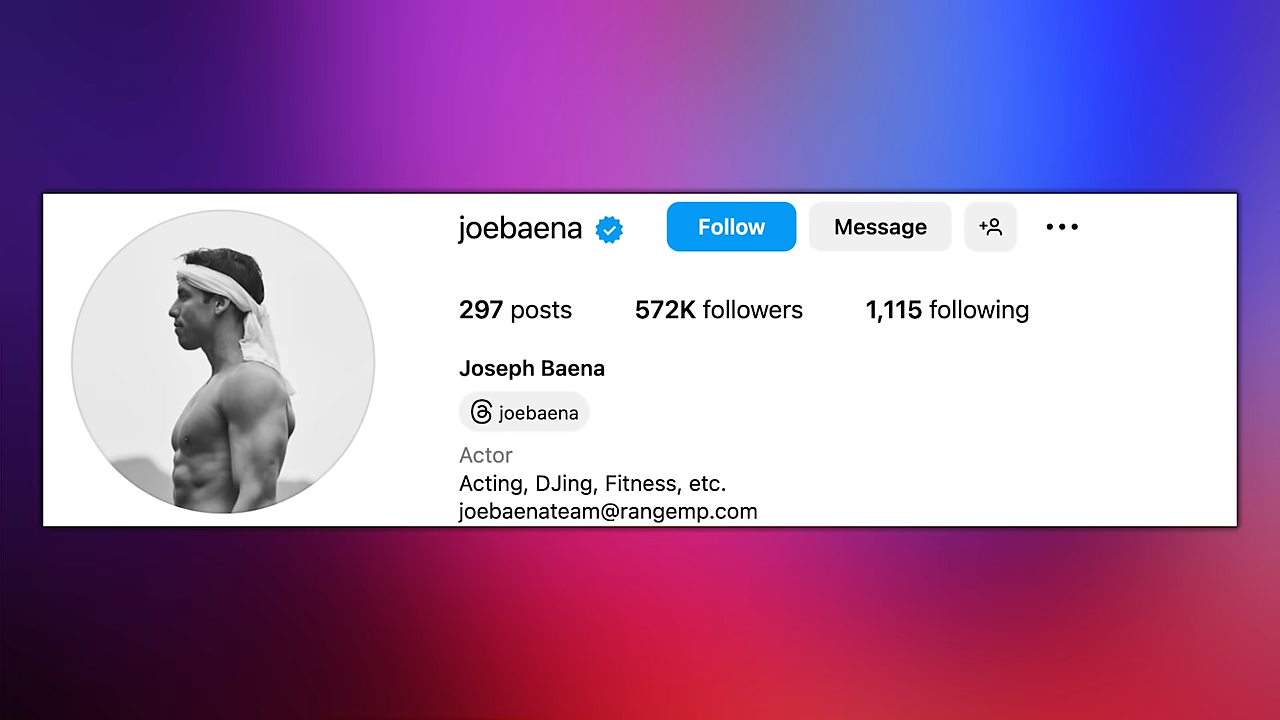 joebaena Follow Message
297 posts 572K followers 1,115 following
Joseph Baena
joebaena
Actor
Acting, DJing, Fitness, etc.
joebaenateam@rangemp.com